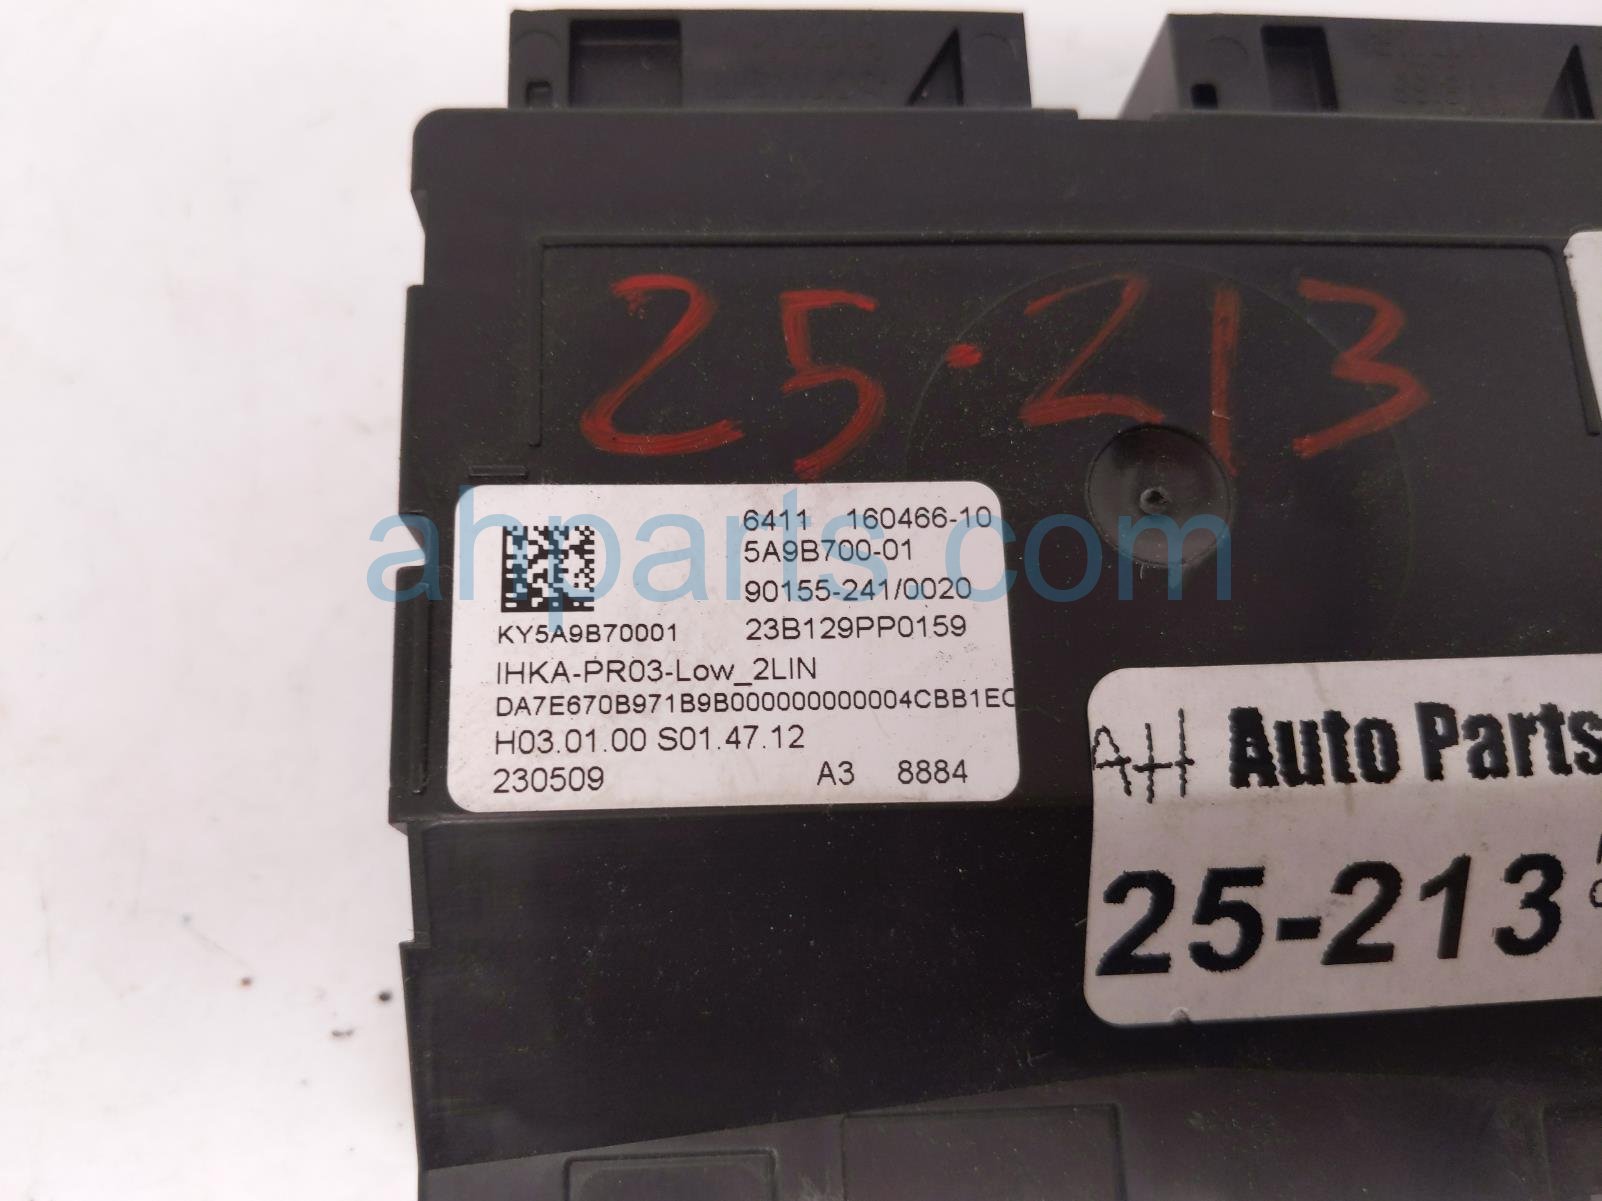 25.213
6411 160466-10
5A9B700-01
90155-241/0020
KY5A9B70001 23B129PP0159
IHKA-PR03-Low_2LIN
DA7E670B971B9B000000000004CBB1EC
H03.01.00 S01.47.12
230509 A3 8884
ahparts.com
AH Auto Parts
25-213